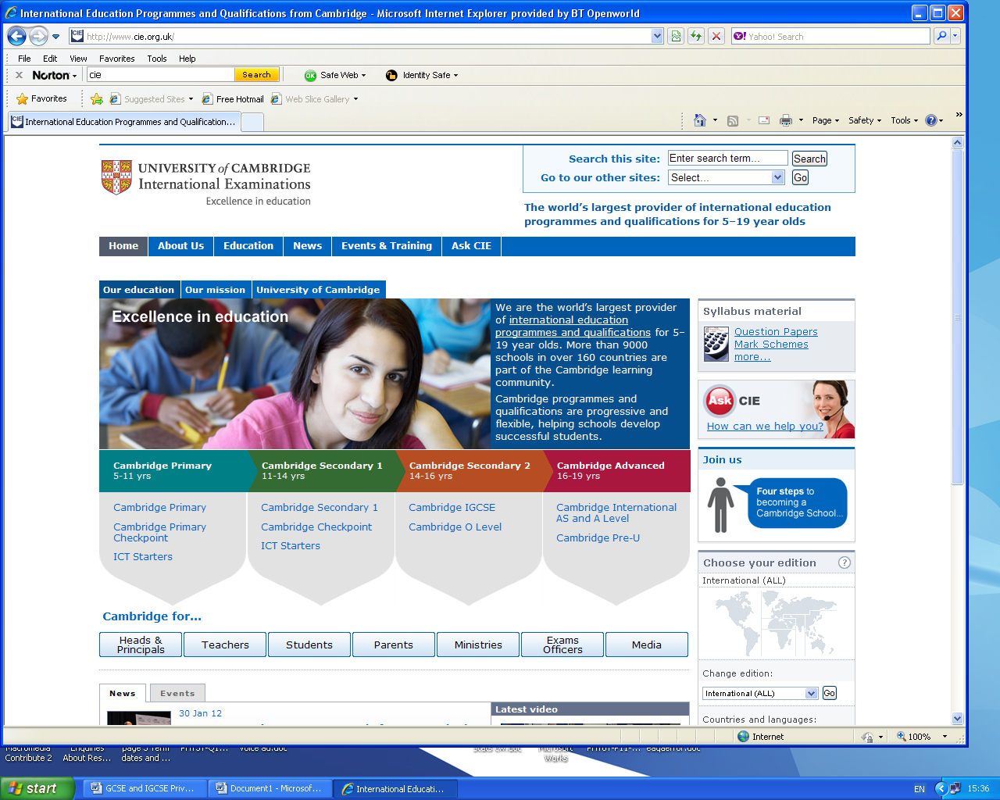 International Education Programmes and Qualifications from Cambridge - Microsoft Internet Explorer provided by BT Openworld
http://www.cie.org.uk/
Yahoo! Search
File Edit View Favorites Tools Help
Norton cie Search Safe Web Identity Safe
Favorites Suggested Sites Free Hotmail Web Slice Gallery
CIE International Education Programmes and Qualification...
Page Safety Tools
UNIVERSITY of CAMBRIDGE
International Examinations
Excellence in education
Search this site: Enter search term... Search
Go to our other sites: Select... Go
The world's largest provider of international education
programmes and qualifications for 5–19 year olds
Home About Us Education News Events & Training Ask CIE
Our education Our mission University of Cambridge
Excellence in education
We are the world's largest provider
of international education
programmes and qualifications for 5–
19 year olds. More than 9000
schools in over 160 countries are
part of the Cambridge learning
community.
Cambridge programmes and
qualifications are progressive and
flexible, helping schools develop
successful students.
Syllabus material
Question Papers
Mark Schemes
more...
Ask CIE
How can we help you?
Join us
Four steps to
becoming a
Cambridge School...
Cambridge Primary
5-11 yrs
Cambridge Primary
Cambridge Primary
Checkpoint
ICT Starters
Cambridge Secondary 1
11-14 yrs
Cambridge Secondary 1
Cambridge Checkpoint
ICT Starters
Cambridge Secondary 2
14-16 yrs
Cambridge IGCSE
Cambridge O Level
Cambridge Advanced
16-19 yrs
Cambridge International
AS and A Level
Cambridge Pre-U
Choose your edition ?
International (ALL)
Change edition:
International (ALL) Go
Countries and languages:
Cambridge for...
Heads &
Principals
Teachers
Students
Parents
Ministries
Exams
Officers
Media
News Events
30 Jan 12
Latest video
Internet 100%
Contribute 2
About Res...
dates and ...
Works
start GCSE and IGCSE Priv... Document1 - Microsof... International Educati... EN 15:36